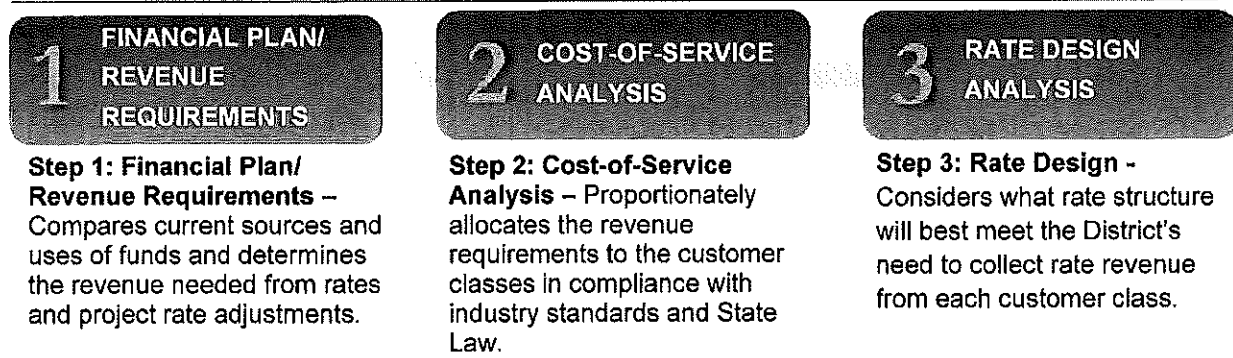 1
FINANCIAL PLAN/
REVENUE
REQUIREMENTS
Step 1: Financial Plan/
Revenue Requirements –
Compares current sources and
uses of funds and determines
the revenue needed from rates
and project rate adjustments.
2
COST-OF-SERVICE
ANALYSIS
Step 2: Cost-of-Service
Analysis – Proportionately
allocates the revenue
requirements to the customer
classes in compliance with
industry standards and State
Law.
3
RATE DESIGN
ANALYSIS
Step 3: Rate Design -
Considers what rate structure
will best meet the District's
need to collect rate revenue
from each customer class.